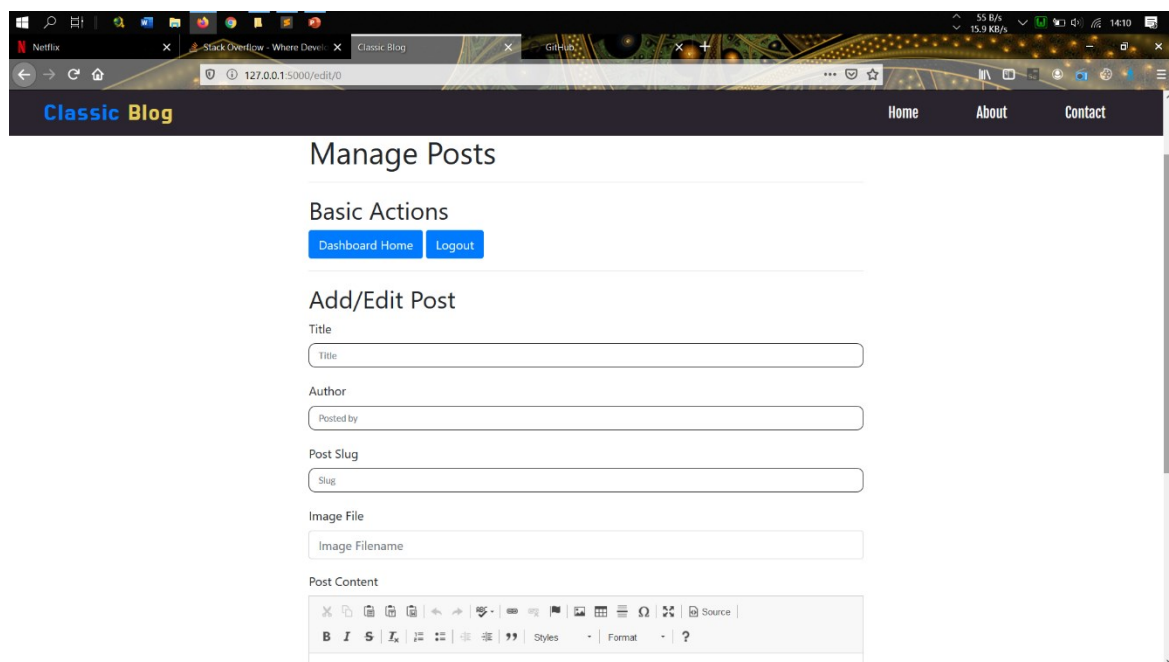 55 B/s
15.9 KB/s
14:10
Netflix
Stack Overflow - Where Devel
Classic Blog
GitHub
127.0.0.1:5000/edit/0
Classic Blog
Home About Contact
Manage Posts
Basic Actions
Dashboard Home Logout
Add/Edit Post
Title
Title
Author
Posted by
Post Slug
Slug
Image File
Image Filename
Post Content
Source
B I S Ix Styles Format ?